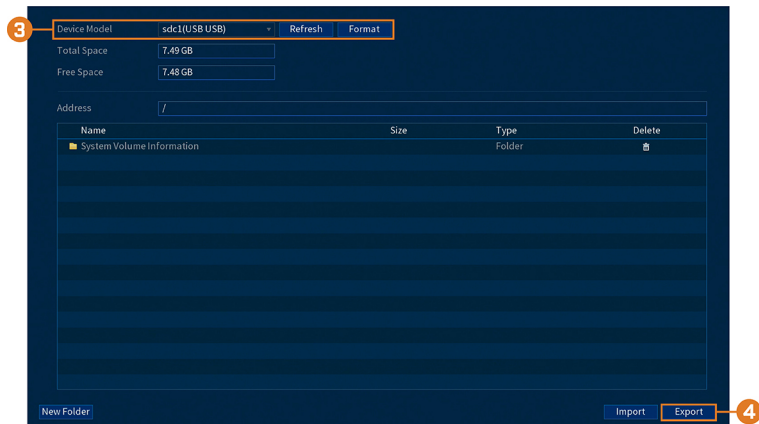 3 Device Model sdc1(USB USB) Refresh Format
Total Space 7.49 GB
Free Space 7.48 GB
Address /
Name Size Type Delete
System Volume Information Folder
New Folder Import Export 4